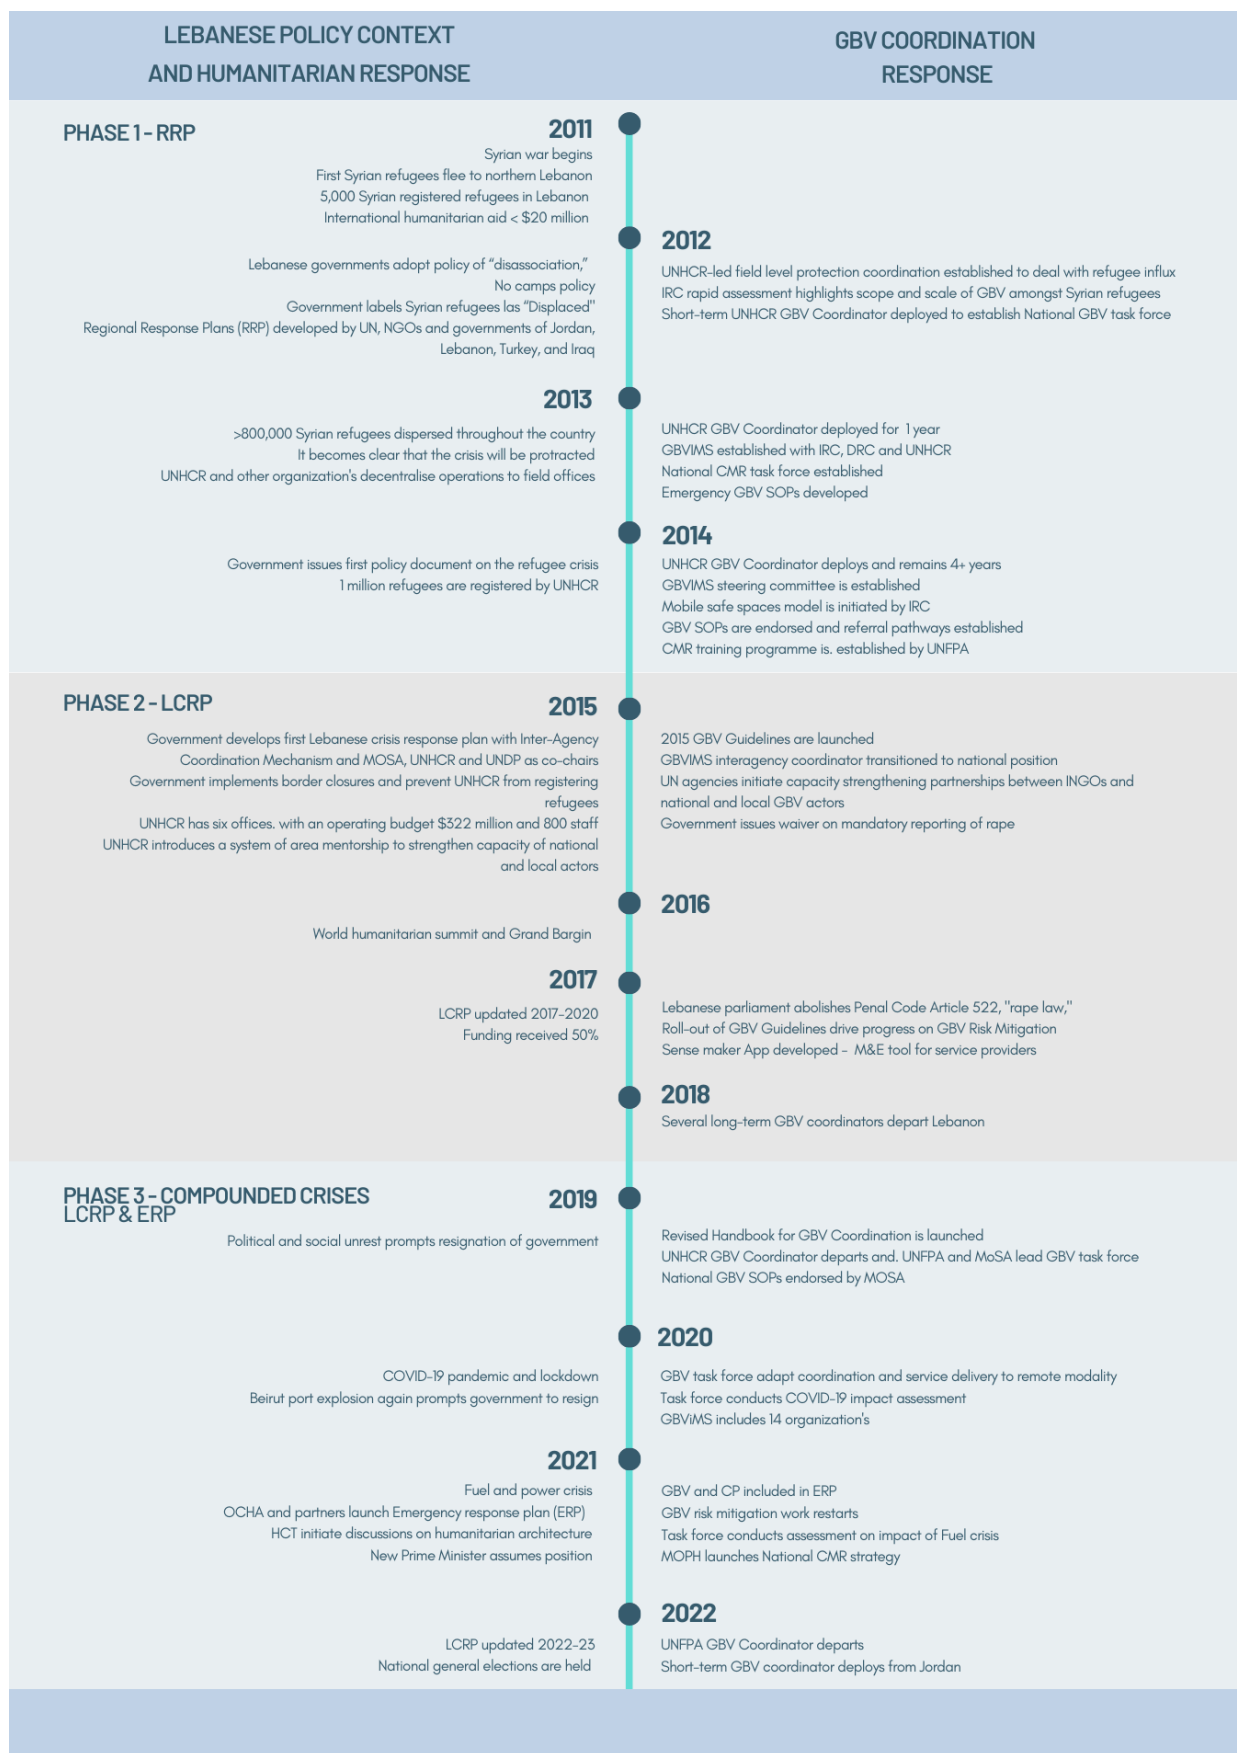 LEBANESE POLICY CONTEXT
AND HUMANITARIAN RESPONSE
GBV COORDINATION
RESPONSE
PHASE 1 - RRP
2011
Syrian war begins
First Syrian refugees flee to northern Lebanon
5,000 Syrian registered refugees in Lebanon
International humanitarian aid < $20 million
2012
Lebanese governments adopt policy of “disassociation,”
No camps policy
Government labels Syrian refugees las “Displaced"
Regional Response Plans (RRP) developed by UN, NGOs and governments of Jordan,
Lebanon, Turkey, and Iraq
UNHCR-led field level protection coordination established to deal with refugee influx
IRC rapid assessment highlights scope and scale of GBV amongst Syrian refugees
Short-term UNHCR GBV Coordinator deployed to establish National GBV task force
2013
>800,000 Syrian refugees dispersed throughout the country
It becomes clear that the crisis will be protracted
UNHCR and other organization's decentralise operations to field offices
UNHCR GBV Coordinator deployed for 1 year
GBVIMS established with IRC, DRC and UNHCR
National CMR task force established
Emergency GBV SOPs developed
2014
Government issues first policy document on the refugee crisis
1 million refugees are registered by UNHCR
UNHCR GBV Coordinator deploys and remains 4+ years
GBVIMS steering committee is established
Mobile safe spaces model is initiated by IRC
GBV SOPs are endorsed and referral pathways established
CMR training programme is. established by UNFPA
PHASE 2 - LCRP
2015
Government develops first Lebanese crisis response plan with Inter-Agency
Coordination Mechanism and MOSA, UNHCR and UNDP as co-chairs
Government implements border closures and prevent UNHCR from registering
refugees
UNHCR has six offices. with an operating budget $322 million and 800 staff
UNHCR introduces a system of area mentorship to strengthen capacity of national
and local actors
2015 GBV Guidelines are launched
GBVIMS interagency coordinator transitioned to national position
UN agencies initiate capacity strengthening partnerships between INGOs and
national and local GBV actors
Government issues waiver on mandatory reporting of rape
2016
World humanitarian summit and Grand Bargin
2017
LCRP updated 2017-2020
Funding received 50%
Lebanese parliament abolishes Penal Code Article 522, "rape law,"
Roll-out of GBV Guidelines drive progress on GBV Risk Mitigation
Sense maker App developed - M&E tool for service providers
2018
Several long-term GBV coordinators depart Lebanon
PHASE 3 - COMPOUNDED CRISES
LCRP & ERP
2019
Political and social unrest prompts resignation of government
Revised Handbook for GBV Coordination is launched
UNHCR GBV Coordinator departs and. UNFPA and MoSA lead GBV task force
National GBV SOPs endorsed by MOSA
2020
COVID-19 pandemic and lockdown
Beirut port explosion again prompts government to resign
GBV task force adapt coordination and service delivery to remote modality
Task force conducts COVID-19 impact assessment
GBViMS includes 14 organization's
2021
Fuel and power crisis
OCHA and partners launch Emergency response plan (ERP)
HCT initiate discussions on humanitarian architecture
New Prime Minister assumes position
GBV and CP included in ERP
GBV risk mitigation work restarts
Task force conducts assessment on impact of Fuel crisis
MOPH launches National CMR strategy
2022
LCRP updated 2022-23
National general elections are held
UNFPA GBV Coordinator departs
Short-term GBV coordinator deploys from Jordan